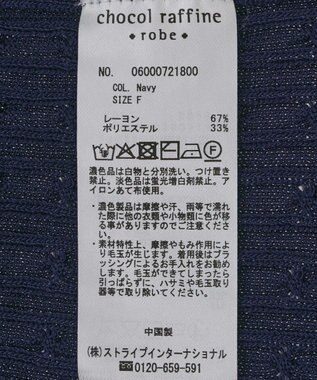 chocol raffine
• robe •
NO. 06000721800
COL. Navy
SIZE F
レーヨン 67%
ポリエステル 33%
濃色品は白物と分別洗い。つけ置き
禁止。淡色品は蛍光増白剤禁止。ア
イロンあて布使用。
・濃色製品は摩擦や汗、雨等で濡れ
た際に他の衣類や小物類に色が移
る事がありますのでご注意くださ
い。
・素材特性上、摩擦やもみ作用によ
り毛玉が生じます。着用後はブラ
ッシングによるお手入れをお勧め
します。毛玉ができてしまったら
引っぱらずに、ハサミや毛玉取り
器等で取り除いてください。
中国製
(株)ストライプインターナショナル
0120-659-591